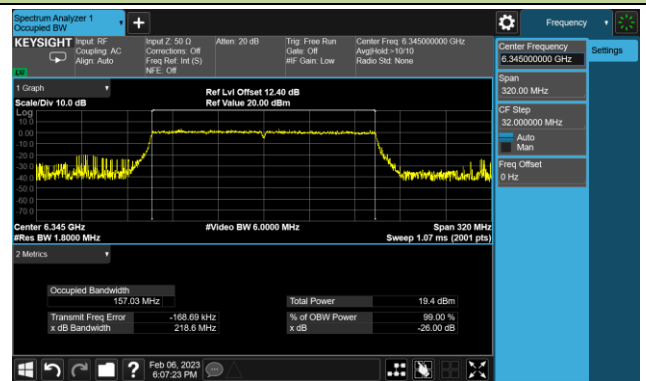 Spectrum Analyzer 1
Occupied BW
Frequency
KEYSIGHT
Input: RF
Coupling: AC
Align: Auto
Input Z: 50 Ω
Corrections: Off
Freq Ref: Int (S)
NFE: Off
Atten: 20 dB
Trig: Free Run
Gate: Off
#IF Gain: Low
Center Freq: 6.345000000 GHz
Avg|Hold:>10/10
Radio Std: None
Center Frequency
6.345000000 GHz
Settings
Span
320.00 MHz
CF Step
32.000000 MHz
Auto
Man
Freq Offset
0 Hz
1 Graph
Scale/Div 10.0 dB
Ref Lvl Offset 12.40 dB
Ref Value 20.00 dBm
Log
10.0
0.00
-10.0
-20.0
-30.0
-40.0
-50.0
-60.0
-70.0
Center 6.345 GHz
#Res BW 1.8000 MHz
#Video BW 6.0000 MHz
Span 320 MHz
Sweep 1.07 ms (2001 pts)
2 Metrics
Occupied Bandwidth
157.03 MHz
Total Power 19.4 dBm
Transmit Freq Error -168.69 kHz
% of OBW Power 99.00 %
x dB Bandwidth 218.6 MHz
x dB -26.00 dB
Feb 06, 2023
6:07:23 PM